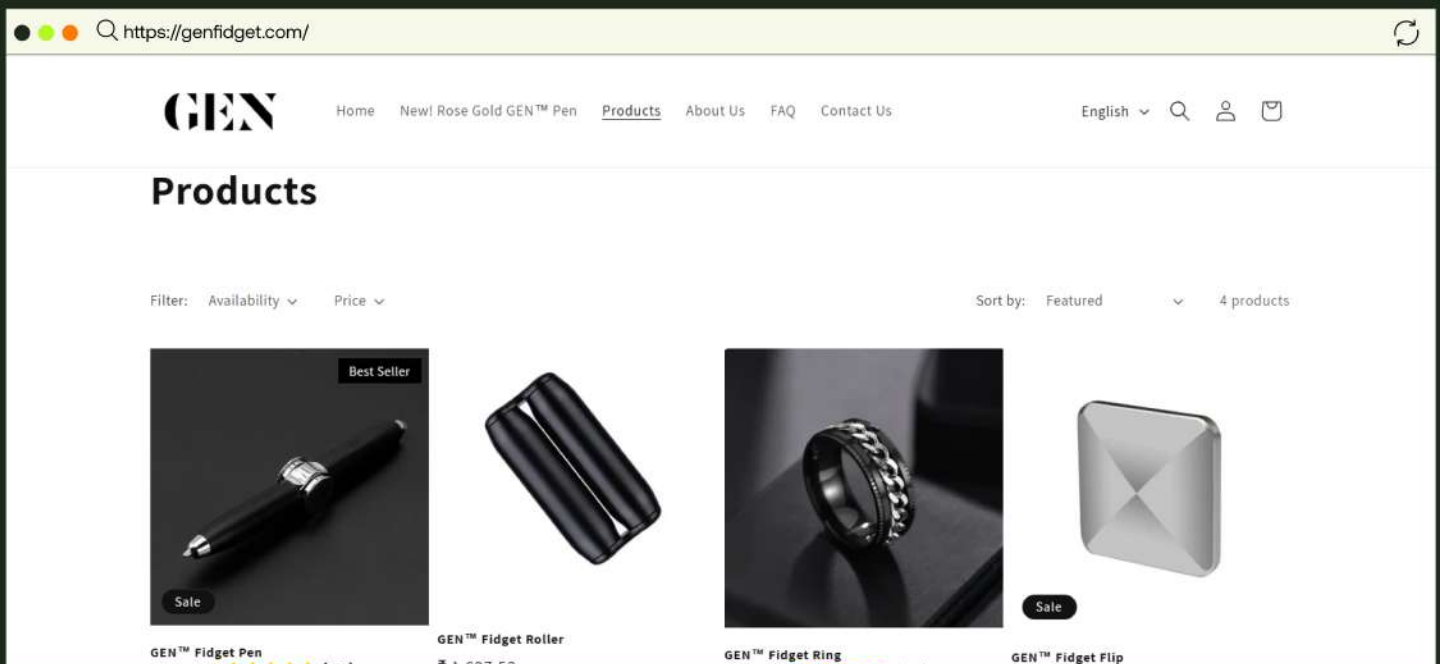 https://genfidget.com/
GEN
Home New! Rose Gold GEN™ Pen Products About Us FAQ Contact Us English
Products
Filter: Availability Price Sort by: Featured 4 products
Best Seller
Sale
Sale
GEN™ Fidget Pen
GEN™ Fidget Roller
GEN™ Fidget Ring
GEN™ Fidget Flip